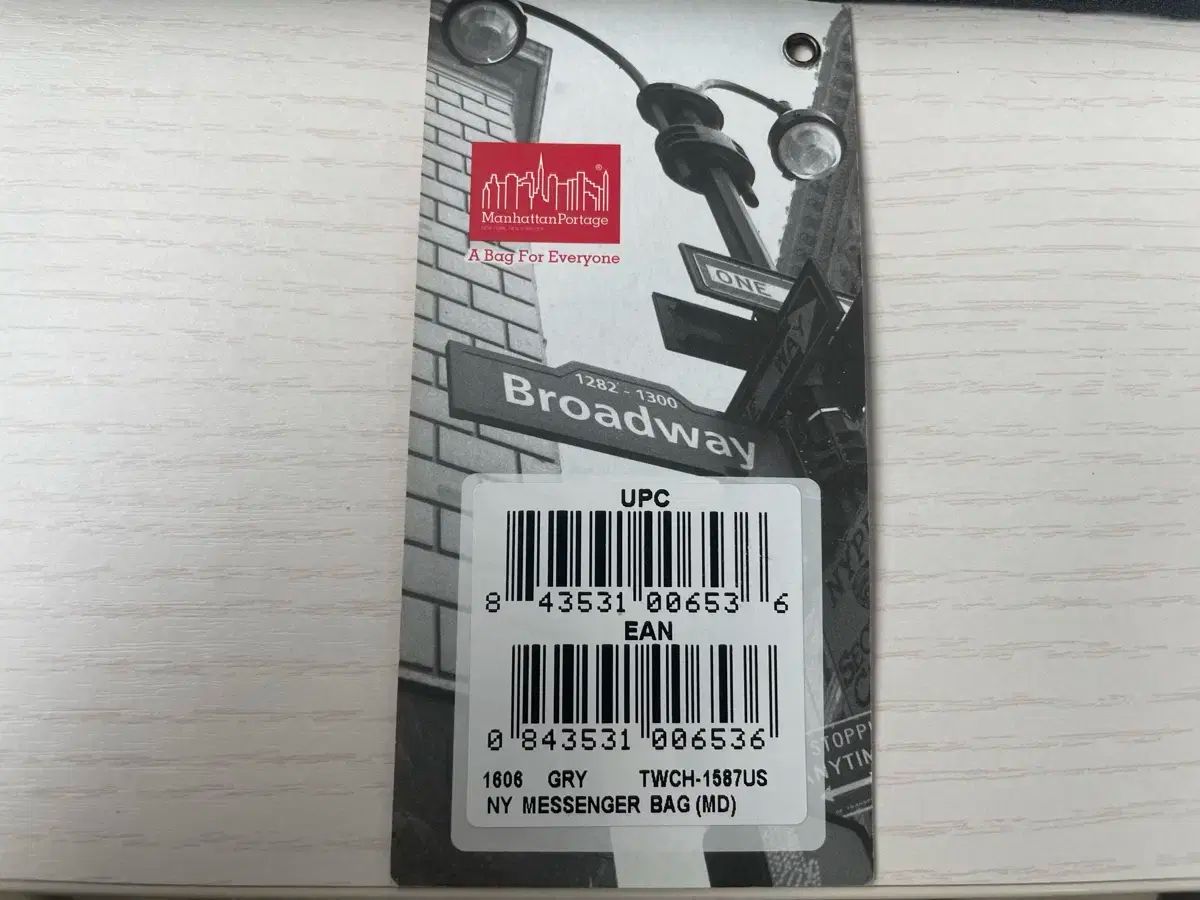 ®
ManhattanPortage
A Bag For Everyone
ONE
WAY
1282 - 1300
Broadway
UPC
8 43531 00653 6
EAN
0 843531 006536
1606 GRY TWCH-1587US
NY MESSENGER BAG (MD)